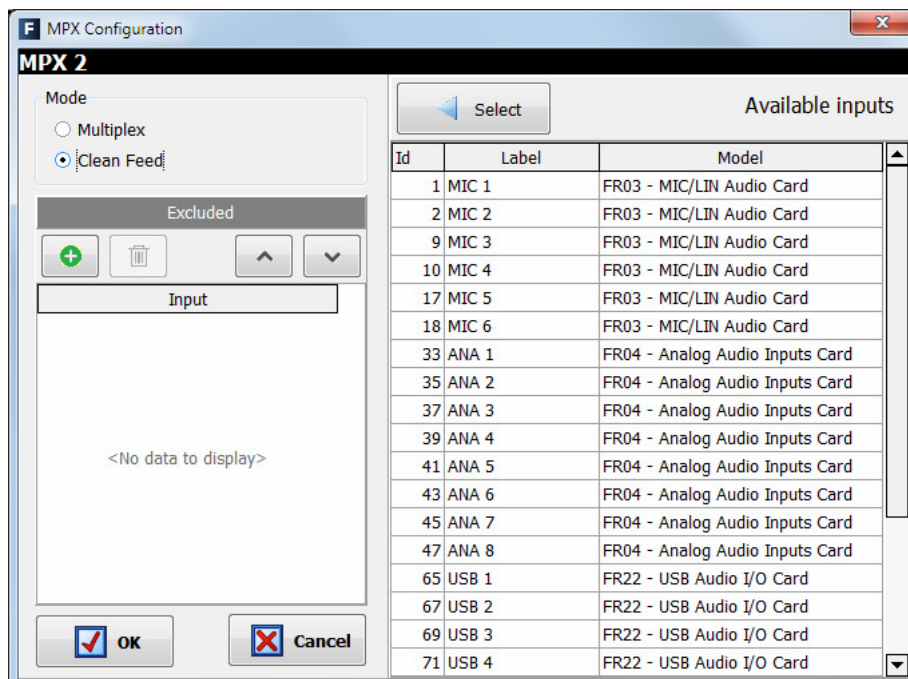 F MPX Configuration
MPX 2
Mode
Multiplex
Clean Feed
Excluded
Input
<No data to display>
OK
Cancel
Select
Available inputs
Id Label Model
1 MIC 1 FR03 - MIC/LIN Audio Card
2 MIC 2 FR03 - MIC/LIN Audio Card
9 MIC 3 FR03 - MIC/LIN Audio Card
10 MIC 4 FR03 - MIC/LIN Audio Card
17 MIC 5 FR03 - MIC/LIN Audio Card
18 MIC 6 FR03 - MIC/LIN Audio Card
33 ANA 1 FR04 - Analog Audio Inputs Card
35 ANA 2 FR04 - Analog Audio Inputs Card
37 ANA 3 FR04 - Analog Audio Inputs Card
39 ANA 4 FR04 - Analog Audio Inputs Card
41 ANA 5 FR04 - Analog Audio Inputs Card
43 ANA 6 FR04 - Analog Audio Inputs Card
45 ANA 7 FR04 - Analog Audio Inputs Card
47 ANA 8 FR04 - Analog Audio Inputs Card
65 USB 1 FR22 - USB Audio I/O Card
67 USB 2 FR22 - USB Audio I/O Card
69 USB 3 FR22 - USB Audio I/O Card
71 USB 4 FR22 - USB Audio I/O Card